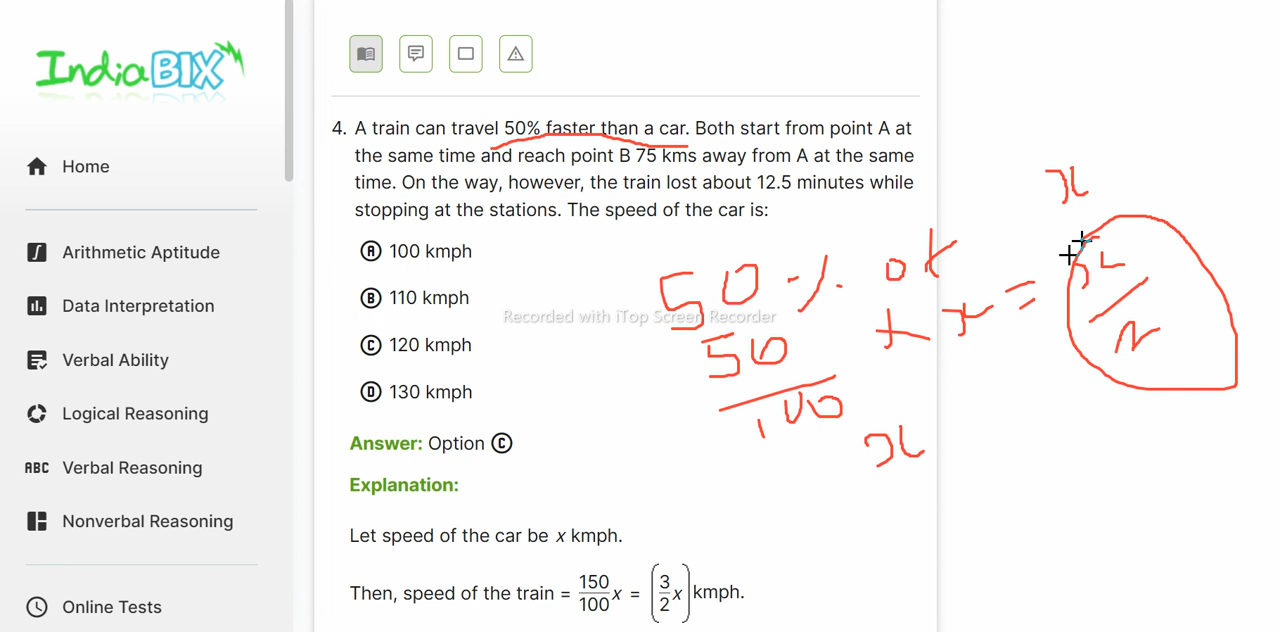 IndiaBIX
Home
Arithmetic Aptitude
Data Interpretation
Verbal Ability
Logical Reasoning
ABC Verbal Reasoning
Nonverbal Reasoning
Online Tests
4. A train can travel 50% faster than a car. Both start from point A at
the same time and reach point B 75 kms away from A at the same
time. On the way, however, the train lost about 12.5 minutes while
stopping at the stations. The speed of the car is:
A 100 kmph
B 110 kmph
C 120 kmph
D 130 kmph
Answer: Option C
Explanation:
Let speed of the car be x kmph.
Then, speed of the train = 150/100 x = (3/2 x) kmph.
Recorded with iTop Screen Recorder
50 %
50
100
x
x